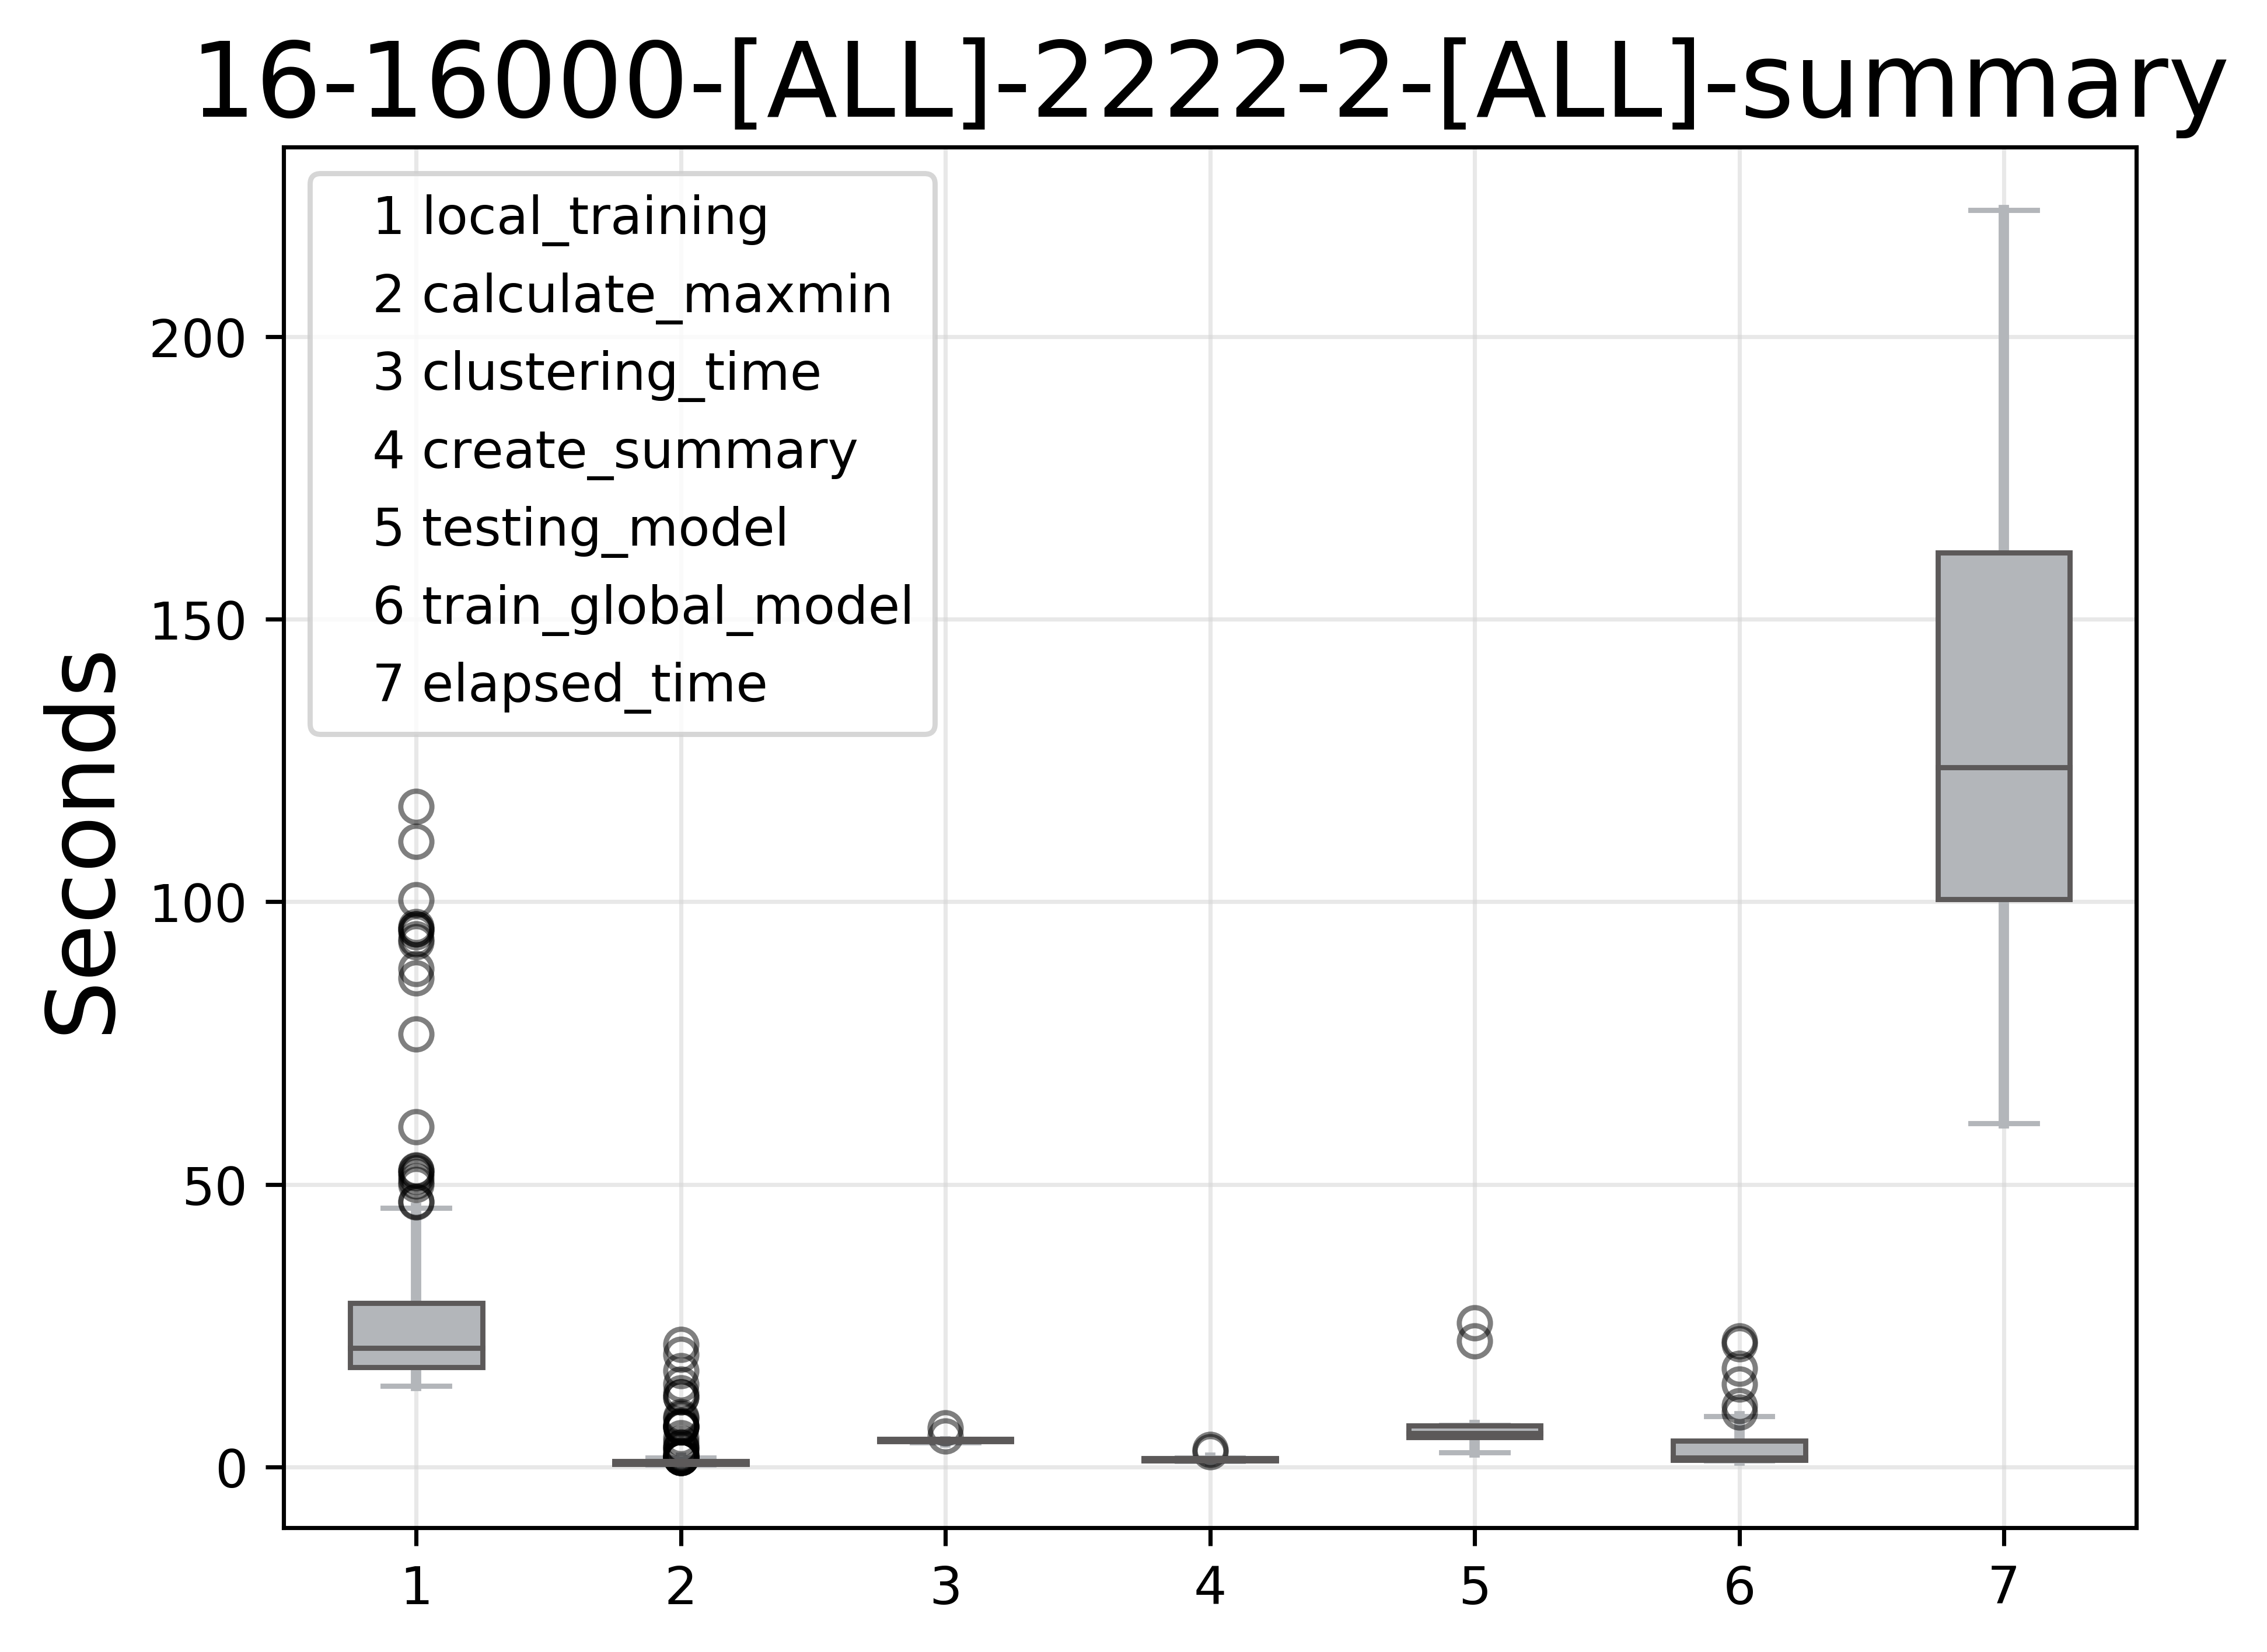 16-16000-[ALL]-2222-2-[ALL]-summary
1 local_training
2 calculate_maxmin
3 clustering_time
4 create_summary
5 testing_model
6 train_global_model
7 elapsed_time
Seconds
200
150
100
50
0
1 2 3 4 5 6 7